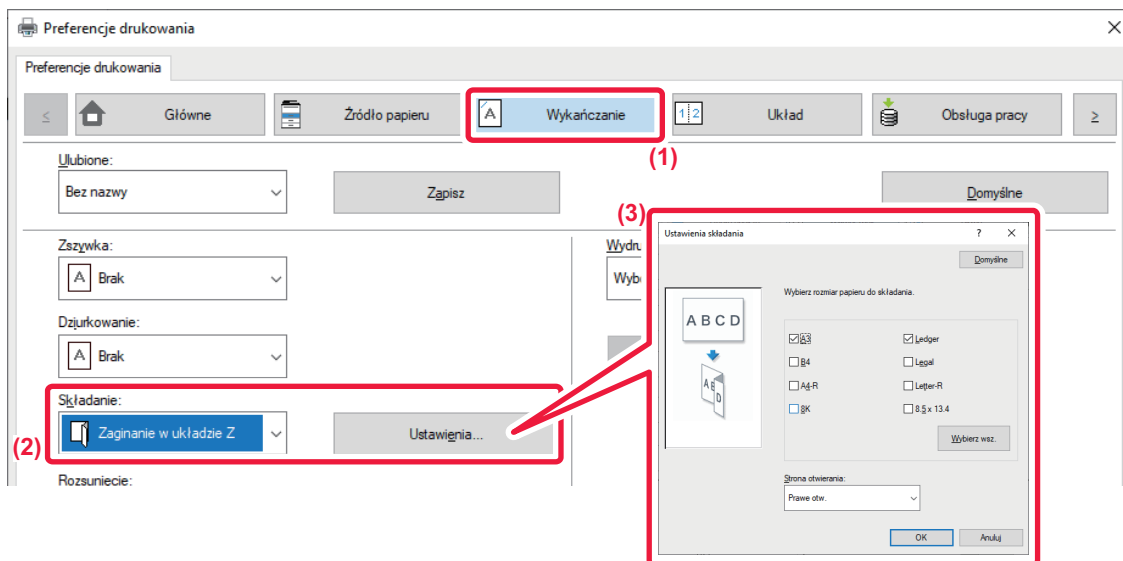 Preferencje drukowania
Preferencje drukowania
≤ Główne Źródło papieru A Wykańczanie 1 2 Układ Obsługa pracy ≥
(1)
Ulubione:
Bez nazwy Zapisz Domyślne
Zszywka:
A Brak
Dziurkowanie:
A Brak
Składanie:
(2) Zaginanie w układzie Z Ustawienia...
Rozsunięcie:
(3)
Ustawienia składania ? ×
Domyślne
Wybierz rozmiar papieru do składania.
A B C D
A B D
A3 Ledger
B4 Legal
A4-R Letter-R
8K 8.5 x 13.4
Wybierz wsz.
Strona otwierania:
Prawe otw.
OK Anuluj